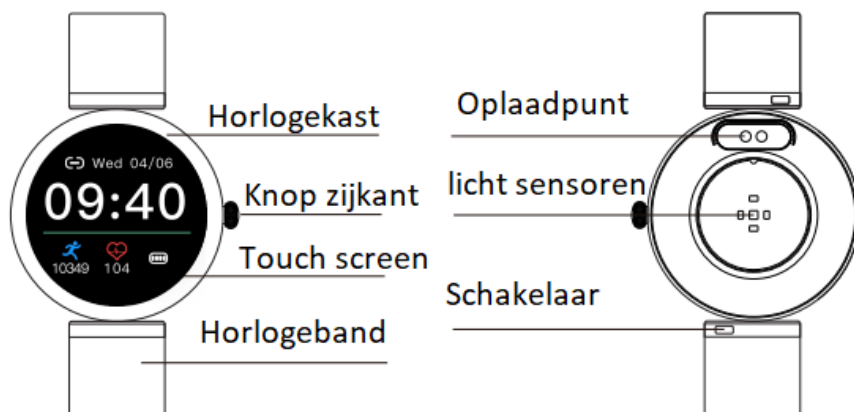 Horlogekast
Wed 04/06
09:40
10349
104
Knop zijkant
Touch screen
Horlogeband
Oplaadpunt
licht sensoren
Schakelaar